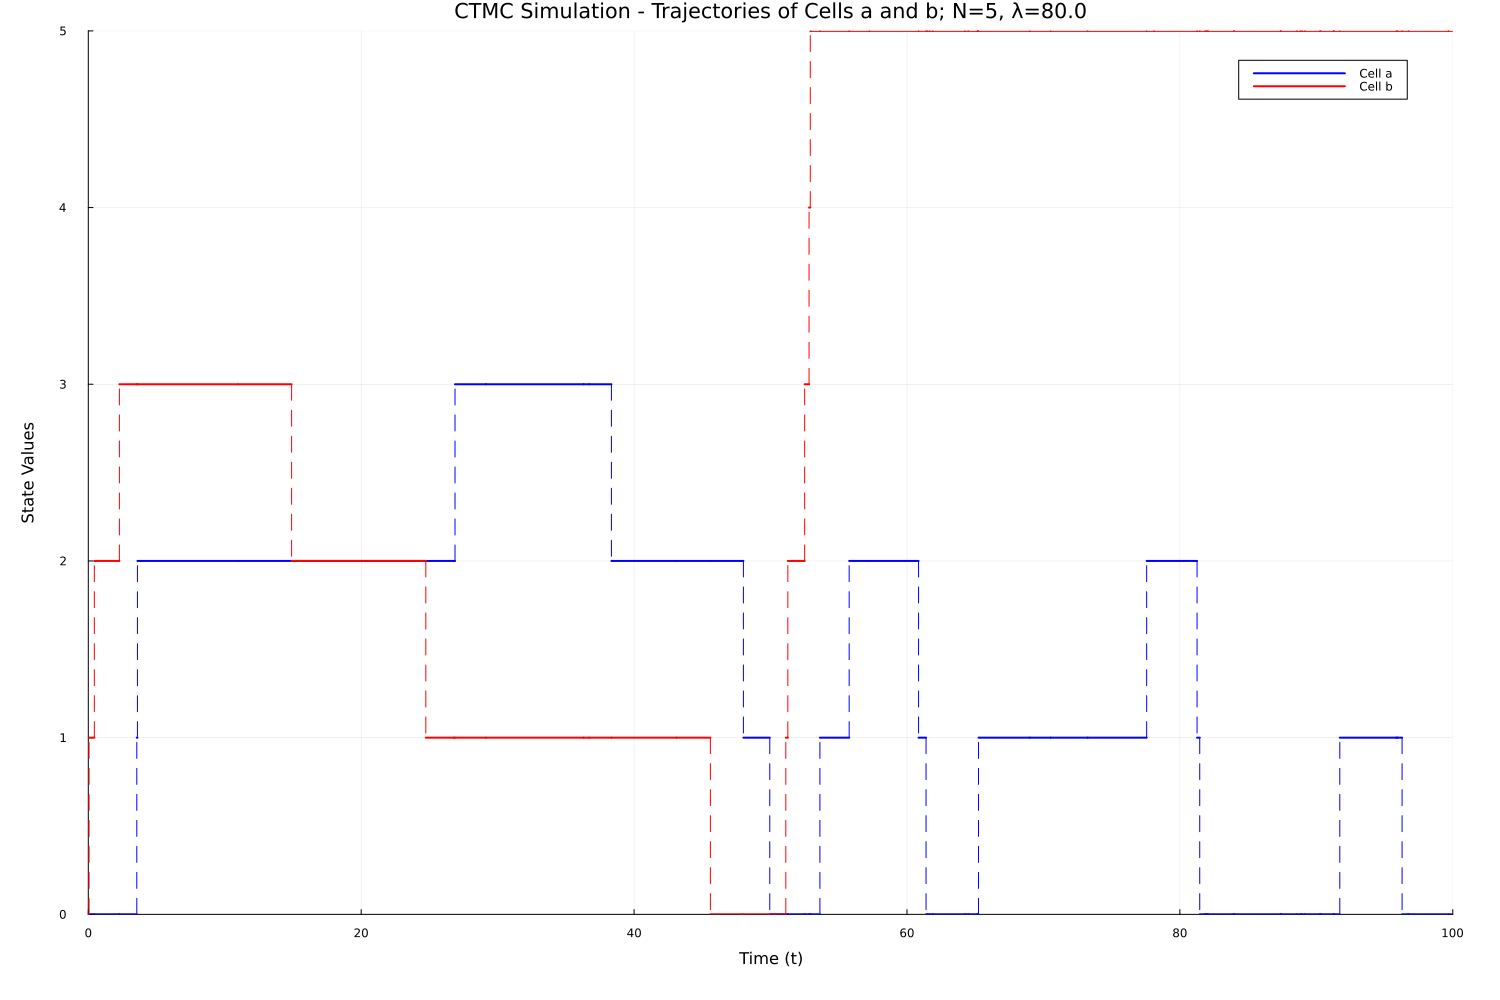 CTMC Simulation - Trajectories of Cells a and b; N=5, λ=80.0
5
4
3
2
1
0
State Values
Cell a
Cell b
0 20 40 60 80 100
Time (t)